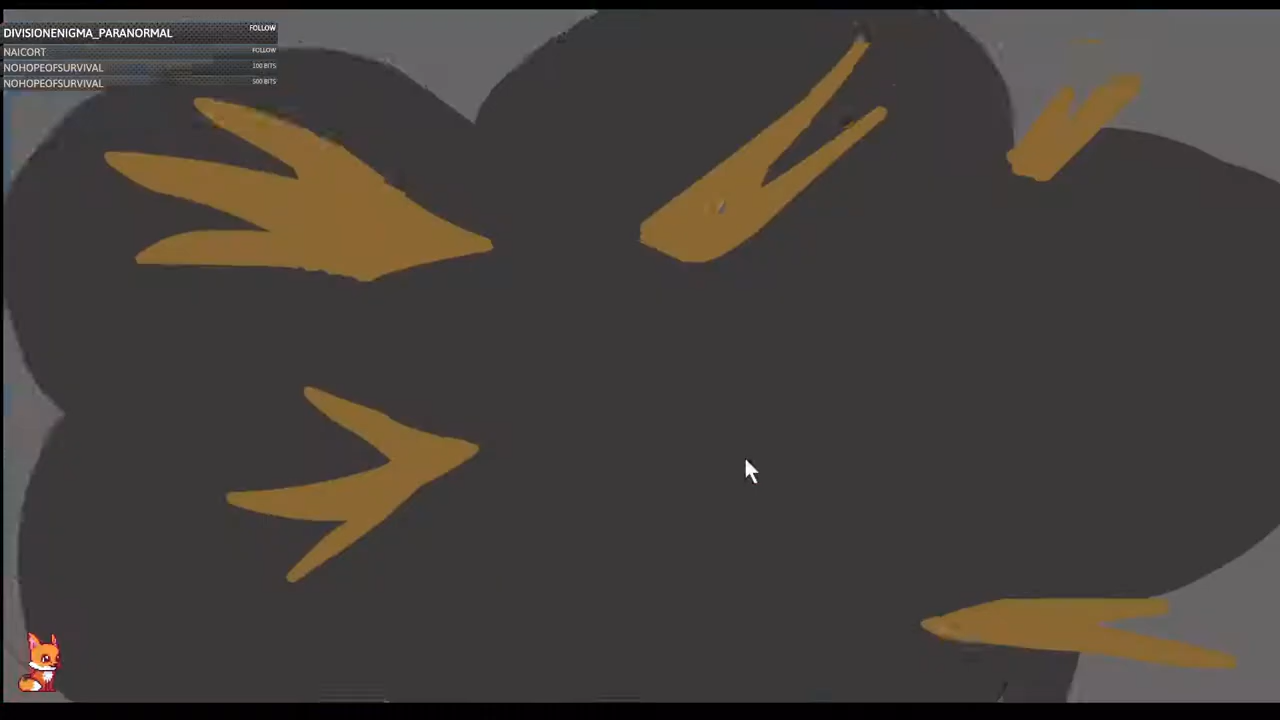 DIVISIONENIGMA_PARANORMAL FOLLOW
NAICORT FOLLOW
NOHOPEOFSURVIVAL 100 BITS
NOHOPEOFSURVIVAL 500 BITS